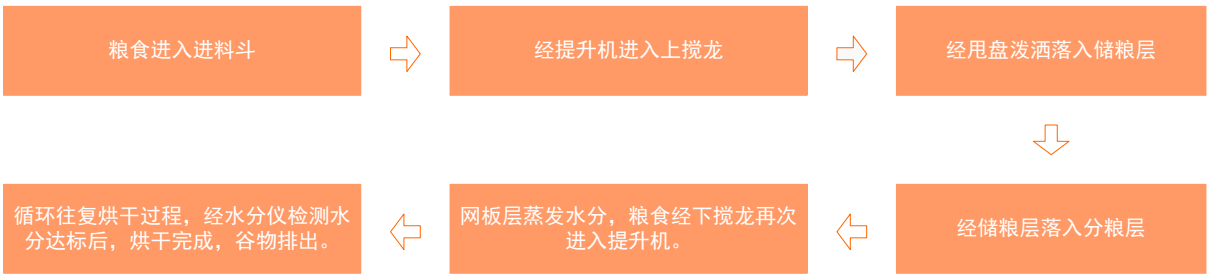 粮食进入进料斗
经提升机进入上搅龙
经甩盘泼洒落入储粮层
经储粮层落入分粮层
网板层蒸发水分，粮食经下搅龙再次
进入提升机。
循环往复烘干过程，经水分仪检测水
分达标后，烘干完成，谷物排出。